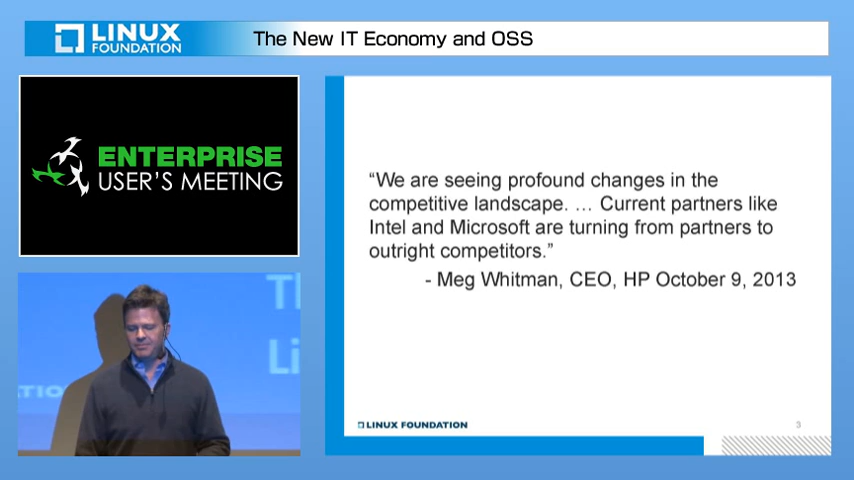 LINUX
FOUNDATION
The New IT Economy and OSS
ENTERPRISE
USER'S MEETING
“We are seeing profound changes in the
competitive landscape. … Current partners like
Intel and Microsoft are turning from partners to
outright competitors.”
- Meg Whitman, CEO, HP October 9, 2013
LINUX FOUNDATION
3